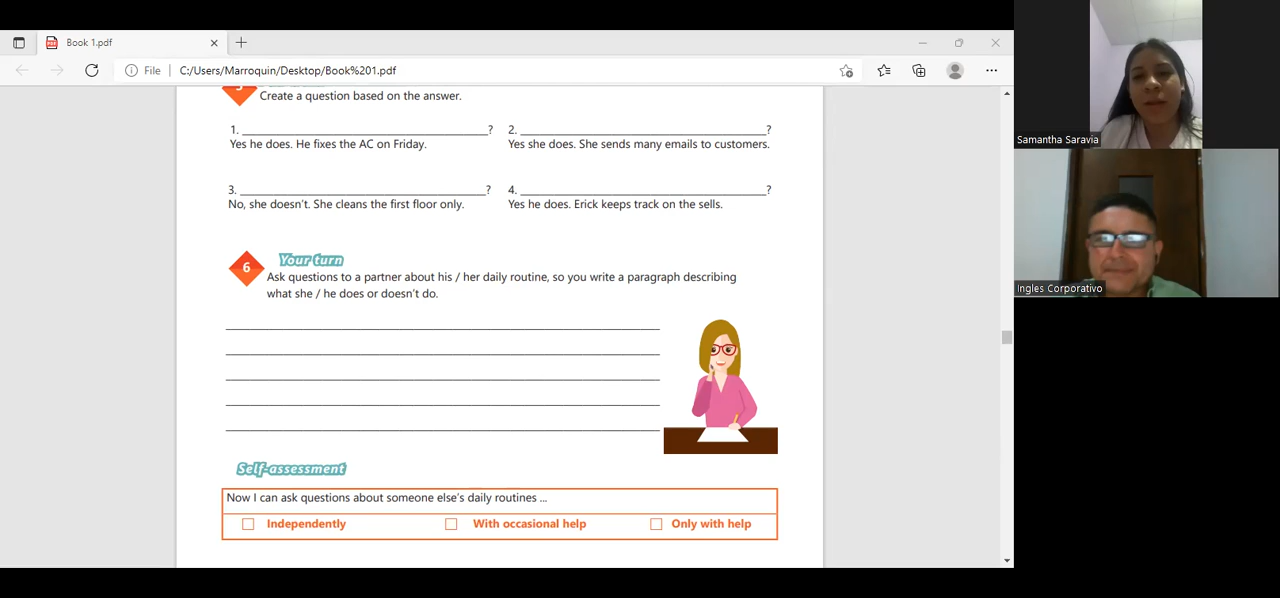 Book 1.pdf
File
C:/Users/Marroquin/Desktop/Book%201.pdf
Create a question based on the answer.
1. ?
Yes he does. He fixes the AC on Friday.
2. ?
Yes she does. She sends many emails to customers.
3. ?
No, she doesn't. She cleans the first floor only.
4. ?
Yes he does. Erick keeps track on the sells.
6
Your turn
Ask questions to a partner about his / her daily routine, so you write a paragraph describing
what she / he does or doesn't do.
Self-assessment
Now I can ask questions about someone else's daily routines ...
Independently
With occasional help
Only with help
Samantha Saravia
Ingles Corporativo